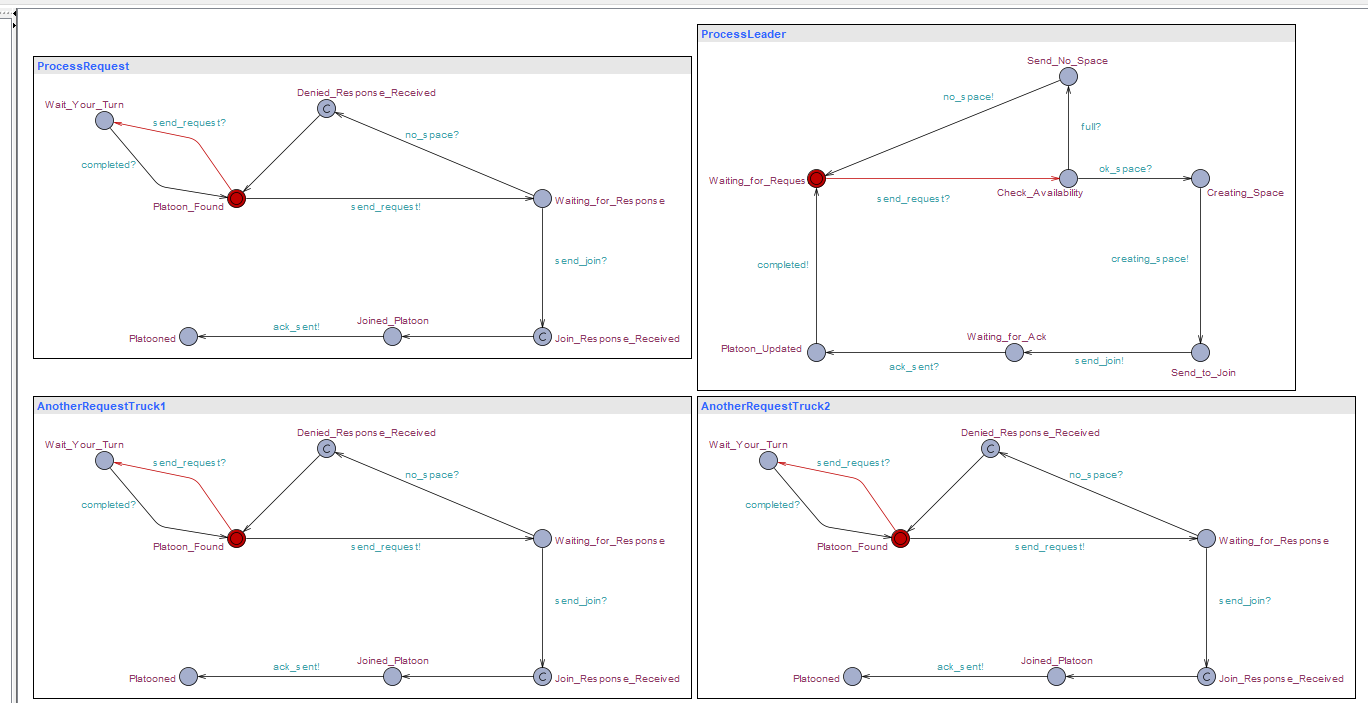 ProcessRequest
Wait_Your_Turn
send_request?
completed?
Denied_Response_Received
C
no_space?
Platoon_Found
send_request!
Waiting_for_Response
send_join?
Platooned
ack_sent!
Joined_Platoon
C
Join_Response_Received
ProcessLeader
Send_No_Space
no_space!
full?
Waiting_for_Reques
send_request?
Check_Availability
ok_space?
Creating_Space
completed!
creating_space!
Platoon_Updated
ack_sent?
Waiting_for_Ack
send_join!
Send_to_Join
AnotherRequestTruck1
Wait_Your_Turn
send_request?
completed?
Denied_Response_Received
C
no_space?
Platoon_Found
send_request!
Waiting_for_Response
send_join?
Platooned
ack_sent!
Joined_Platoon
C
Join_Response_Received
AnotherRequestTruck2
Wait_Your_Turn
send_request?
completed?
Denied_Response_Received
C
no_space?
Platoon_Found
send_request!
Waiting_for_Response
send_join?
Platooned
ack_sent!
Joined_Platoon
C
Join_Response_Received